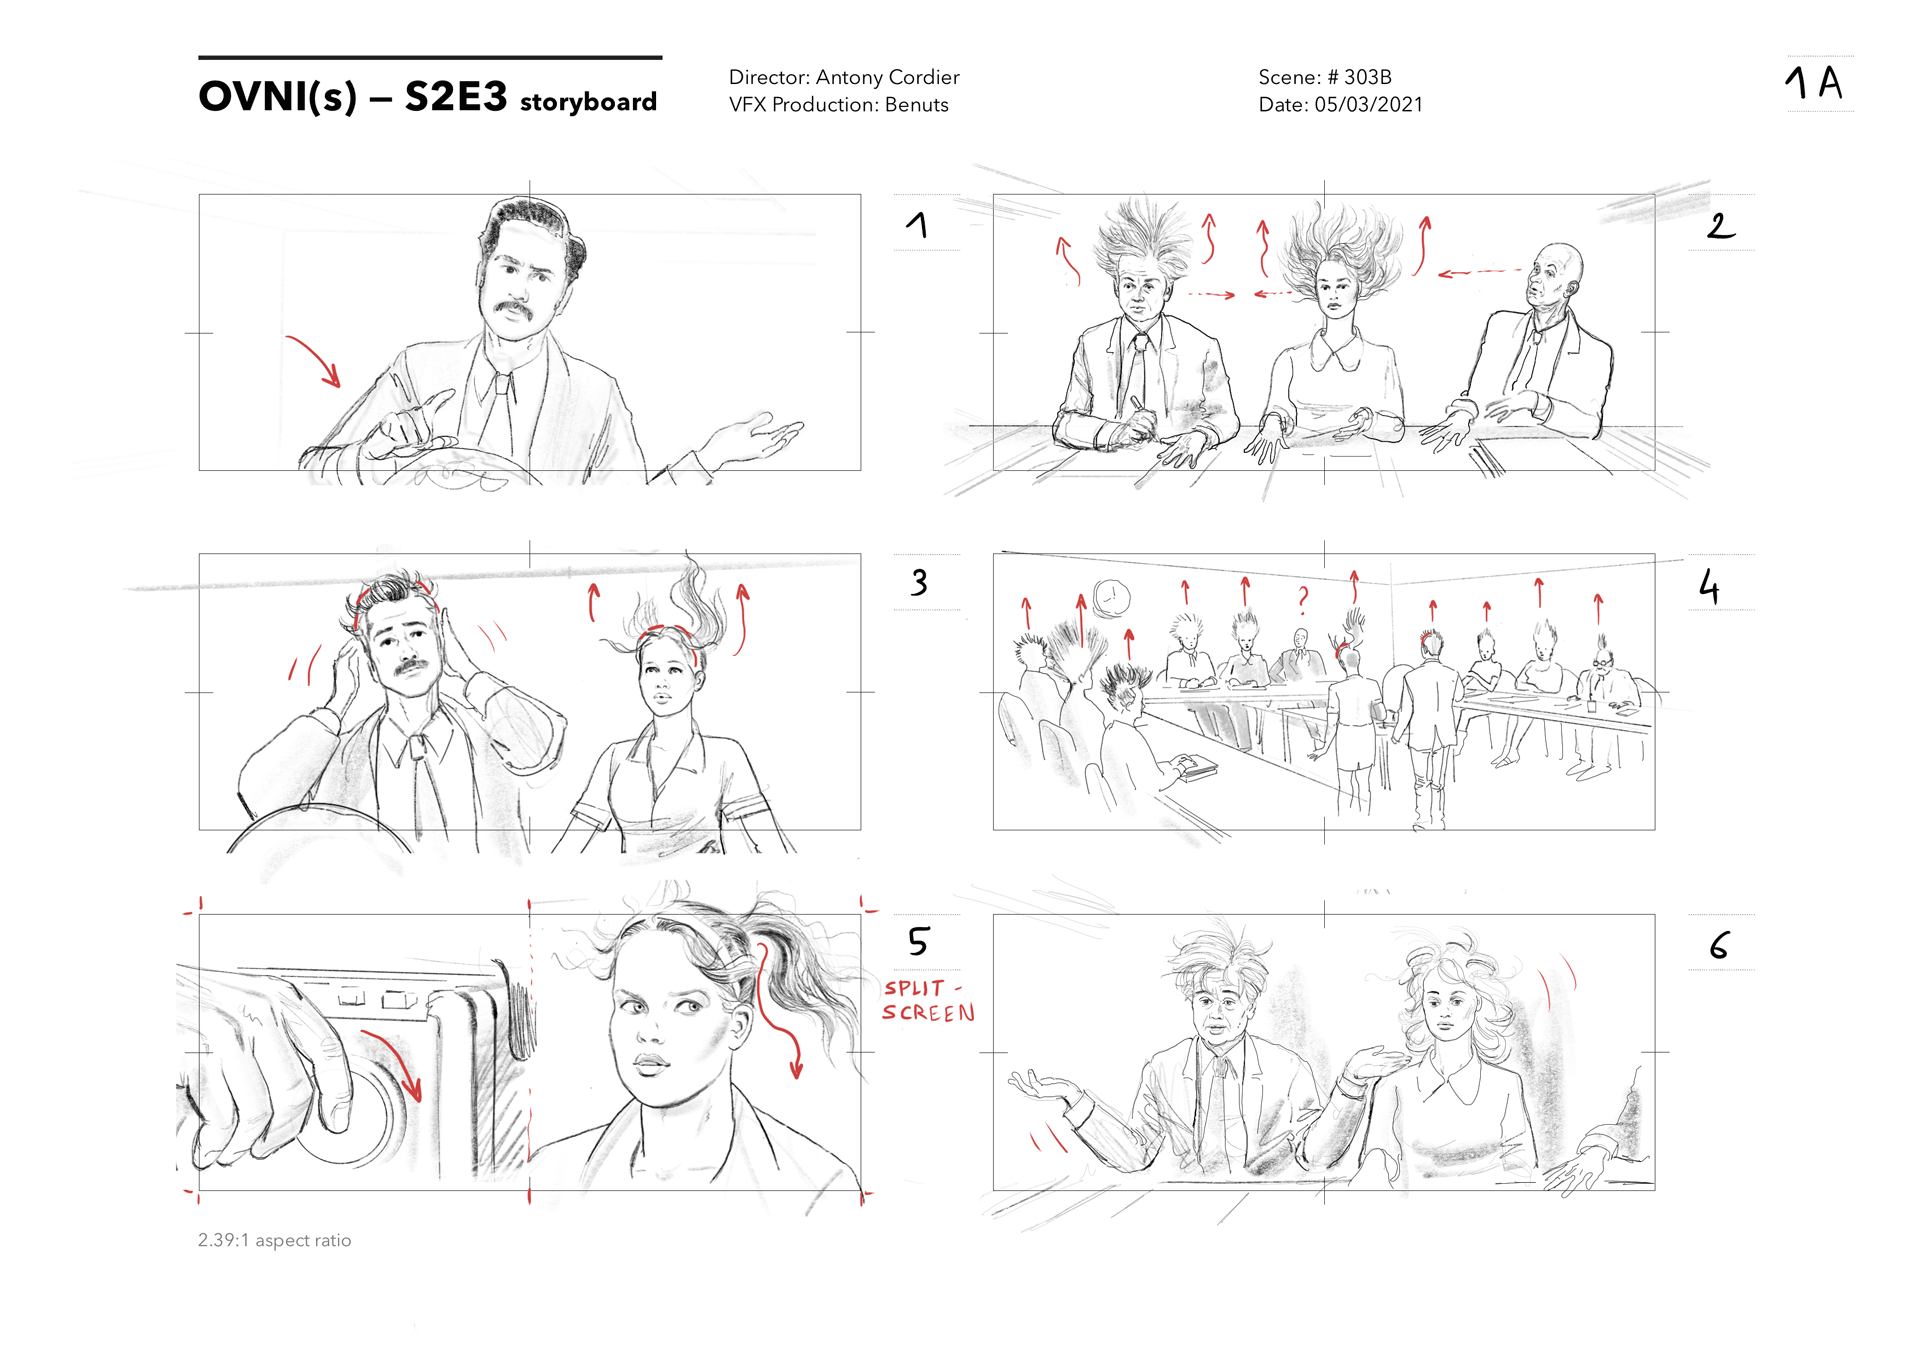 OVNI(s) – S2E3 storyboard
Director: Antony Cordier
VFX Production: Benuts
Scene: # 303B
Date: 05/03/2021
1A
1
2
3
4
?
5
SPLIT-
SCREEN
6
2.39:1 aspect ratio